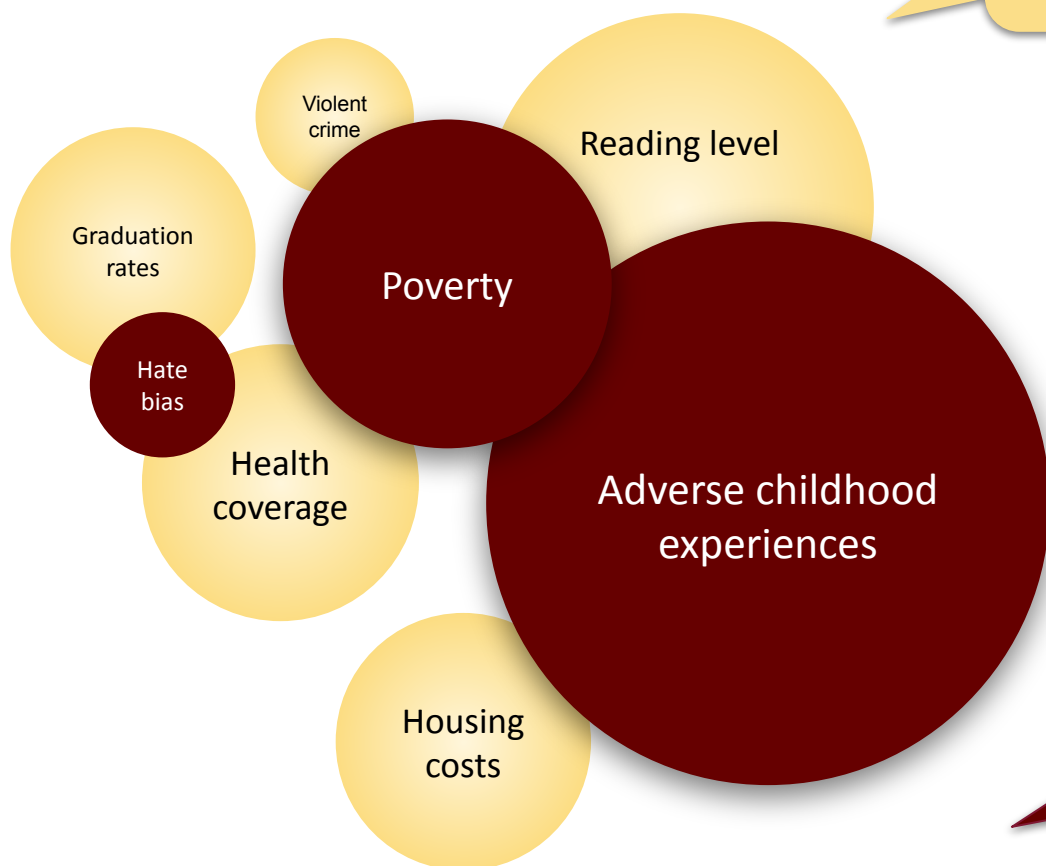 Violent
crime
Reading level
Graduation
rates
Poverty
Hate
bias
Health
coverage
Adverse childhood
experiences
Housing
costs